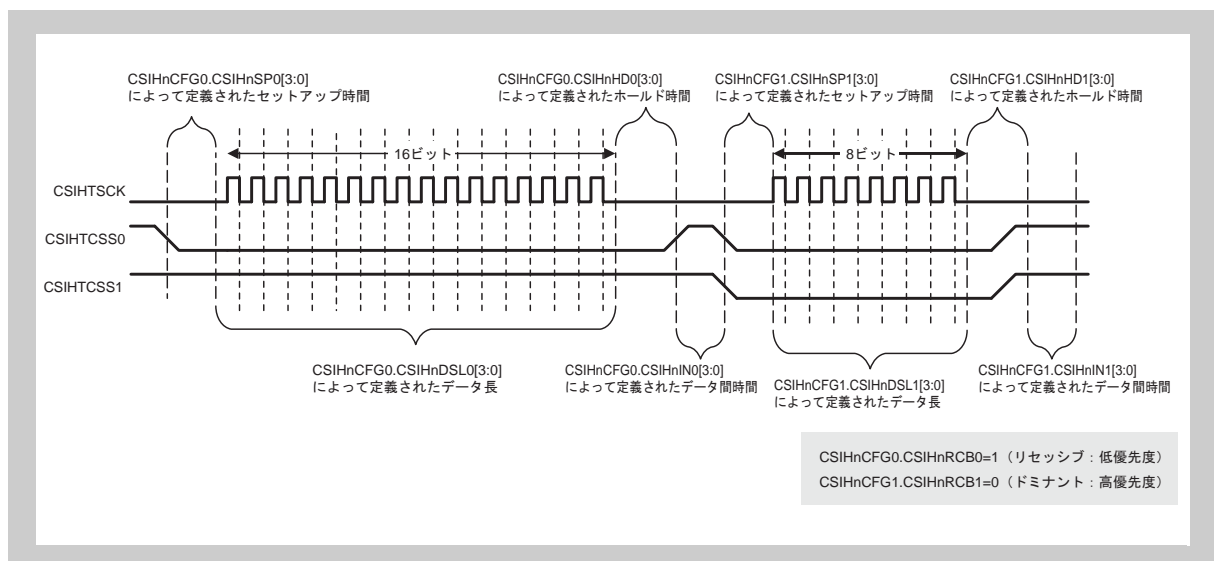 CSIHnCFG0.CSIHnSP0[3:0]
によって定義されたセットアップ時間
CSIHnCFG0.CSIHnHD0[3:0]
によって定義されたホールド時間
CSIHnCFG1.CSIHnSP1[3:0]
によって定義されたセットアップ時間
CSIHnCFG1.CSIHnHD1[3:0]
によって定義されたホールド時間
16ビット
8ビット
CSIHTSCK
CSIHTCSS0
CSIHTCSS1
CSIHnCFG0.CSIHnDSL0[3:0]
によって定義されたデータ長
CSIHnCFG0.CSIHnIN0[3:0]
によって定義されたデータ間時間
CSIHnCFG1.CSIHnDSL1[3:0]
によって定義されたデータ長
CSIHnCFG1.CSIHnIN1[3:0]
によって定義されたデータ間時間
CSIHnCFG0.CSIHnRCB0=1（リセッシブ：低優先度）
CSIHnCFG1.CSIHnRCB1=0（ドミナント：高優先度）